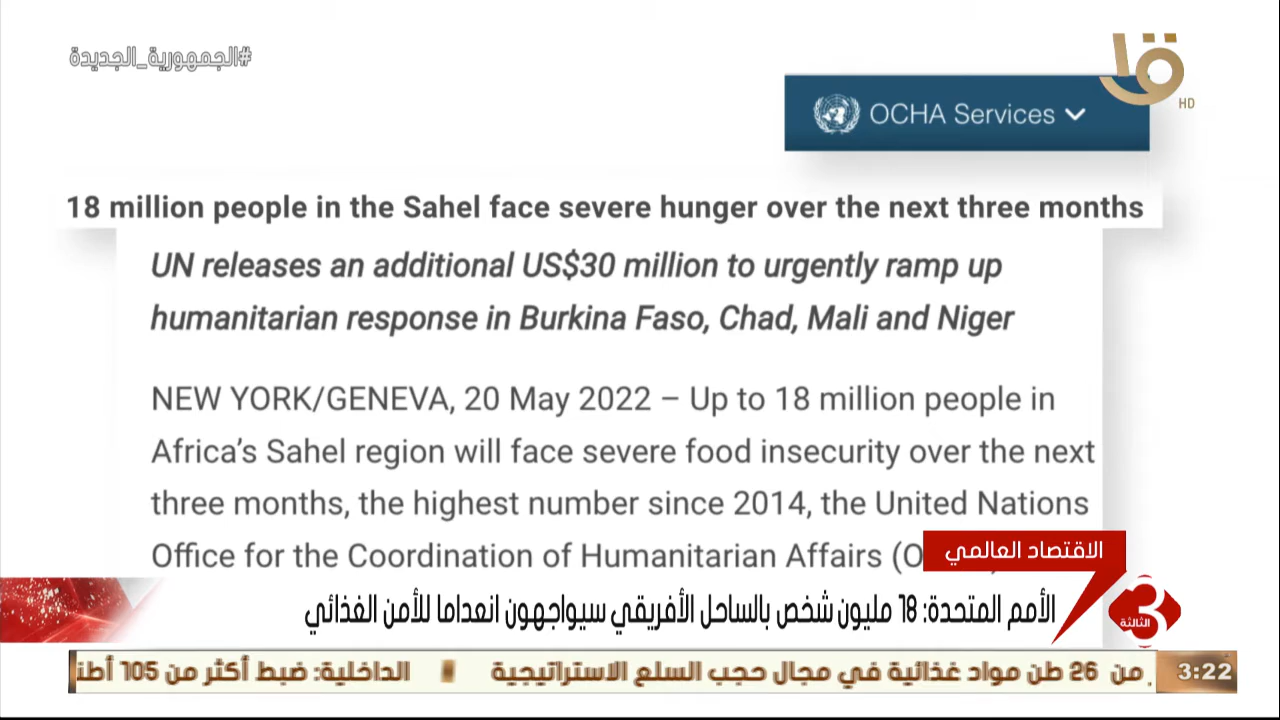 #الجمهورية_الجديدة
HD
OCHA Services
18 million people in the Sahel face severe hunger over the next three months
UN releases an additional US$30 million to urgently ramp up
humanitarian response in Burkina Faso, Chad, Mali and Niger
NEW YORK/GENEVA, 20 May 2022 – Up to 18 million people in
Africa’s Sahel region will face severe food insecurity over the next
three months, the highest number since 2014, the United Nations
Office for the Coordination of Humanitarian Affairs
الاقتصاد العالمي
الأمم المتحدة: 18 مليون شخص بالساحل الأفريقي سيواجهون انعداما للأمن الغذائي
3 الثالثة
من 26 طن مواد غذائية في مجال حجب السلع الاستراتيجية الداخلية: ضبط أكثر من 105
3:22